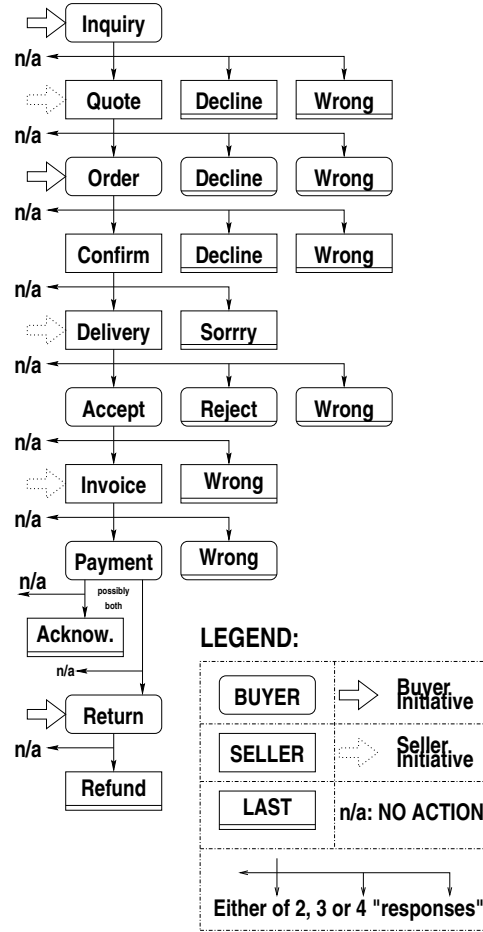 Inquiry
n/a
Quote Decline Wrong
n/a
Order Decline Wrong
n/a
Confirm Decline Wrong
n/a
Delivery Sorrry
n/a
Accept Reject Wrong
n/a
Invoice Wrong
n/a
Payment Wrong
n/a possibly
both
Acknow.
n/a
Return
n/a
Refund
LEGEND:
BUYER Buyer
Initiative
SELLER Seller
Initiative
LAST n/a: NO ACTION
Either of 2, 3 or 4 "responses"